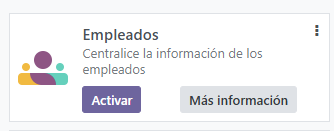 Empleados
Centralice la información de los
empleados
Activar
Más información